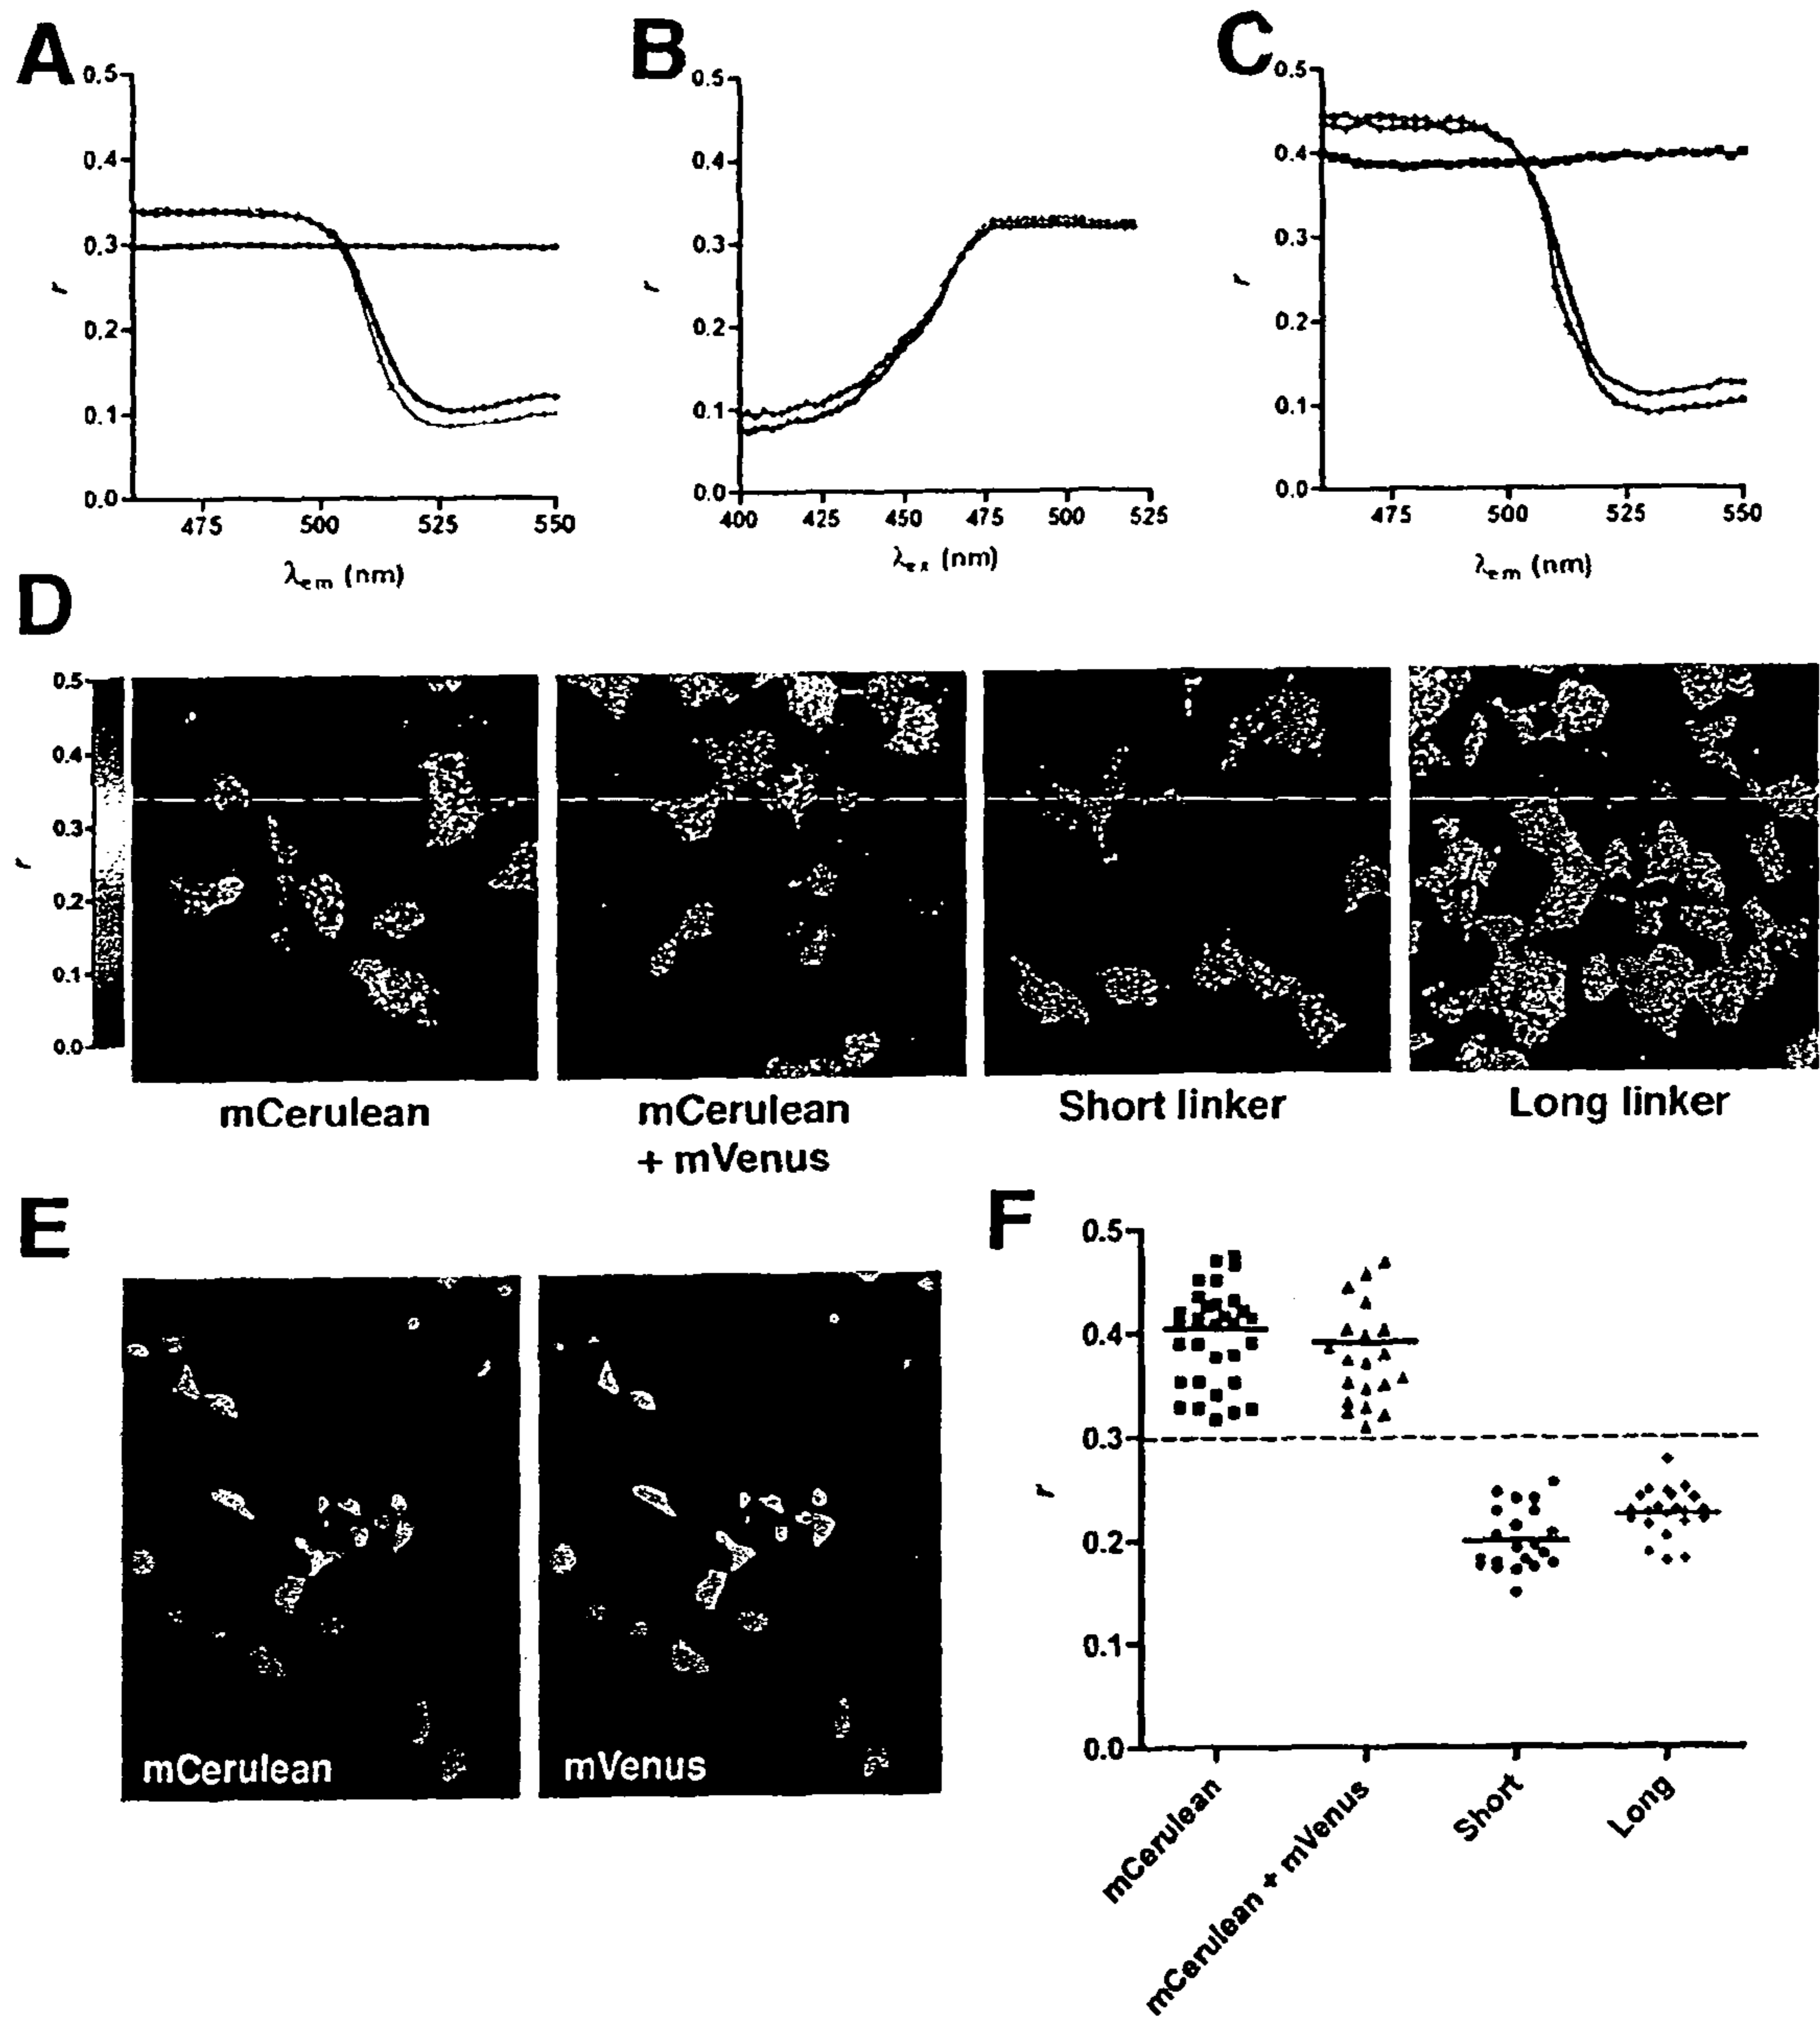 A
0.5
0.4
0.3
0.2
0.1
0.0
r
475 500 525 550
λem (nm)
B
0.5
0.4
0.3
0.2
0.1
0.0
r
400 425 450 475 500 525
λex (nm)
C
0.5
0.4
0.3
0.2
0.1
0.0
r
475 500 525 550
λem (nm)
D
0.5
0.4
0.3
0.2
0.1
0.0
r
mCerulean
mCerulean
+ mVenus
Short linker
Long linker
E
mCerulean
mVenus
F
0.5
0.4
0.3
0.2
0.1
0.0
r
mCerulean
mCerulean + mVenus
Short
Long